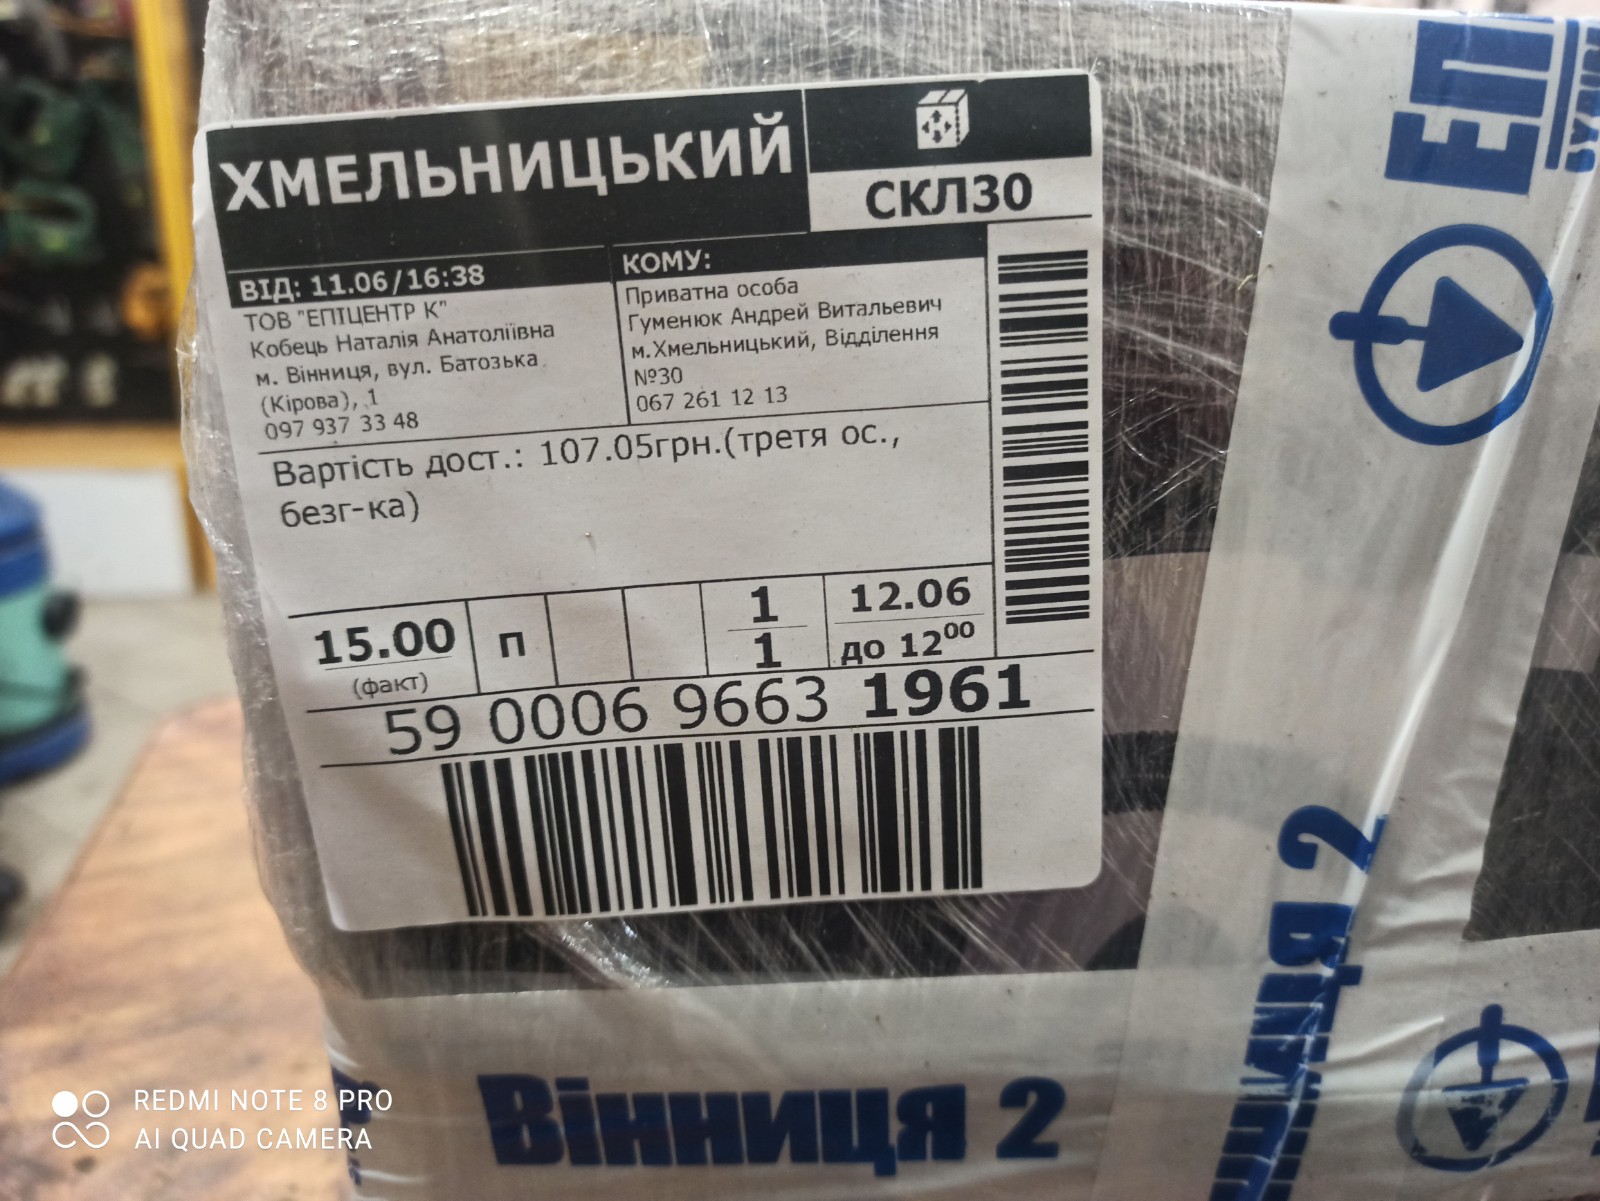 ХМЕЛЬНИЦЬКИЙ
СКЛ30
ВІД: 11.06/16:38
ТОВ "ЕПІЦЕНТР К"
Кобець Наталія Анатоліївна
м. Вінниця, вул. Батозька
(Кірова), 1
097 937 33 48
КОМУ:
Приватна особа
Гуменюк Андрей Витальевич
м.Хмельницький, Відділення
№30
067 261 12 13
Вартість дост.: 107.05грн.(третя ос.,
безг-ка)
15.00
(факт)
п
1
1
12.06
до 12⁰⁰
59 0006 9663 1961
ЕП
Вінниця 2
REDMI NOTE 8 PRO
AI QUAD CAMERA